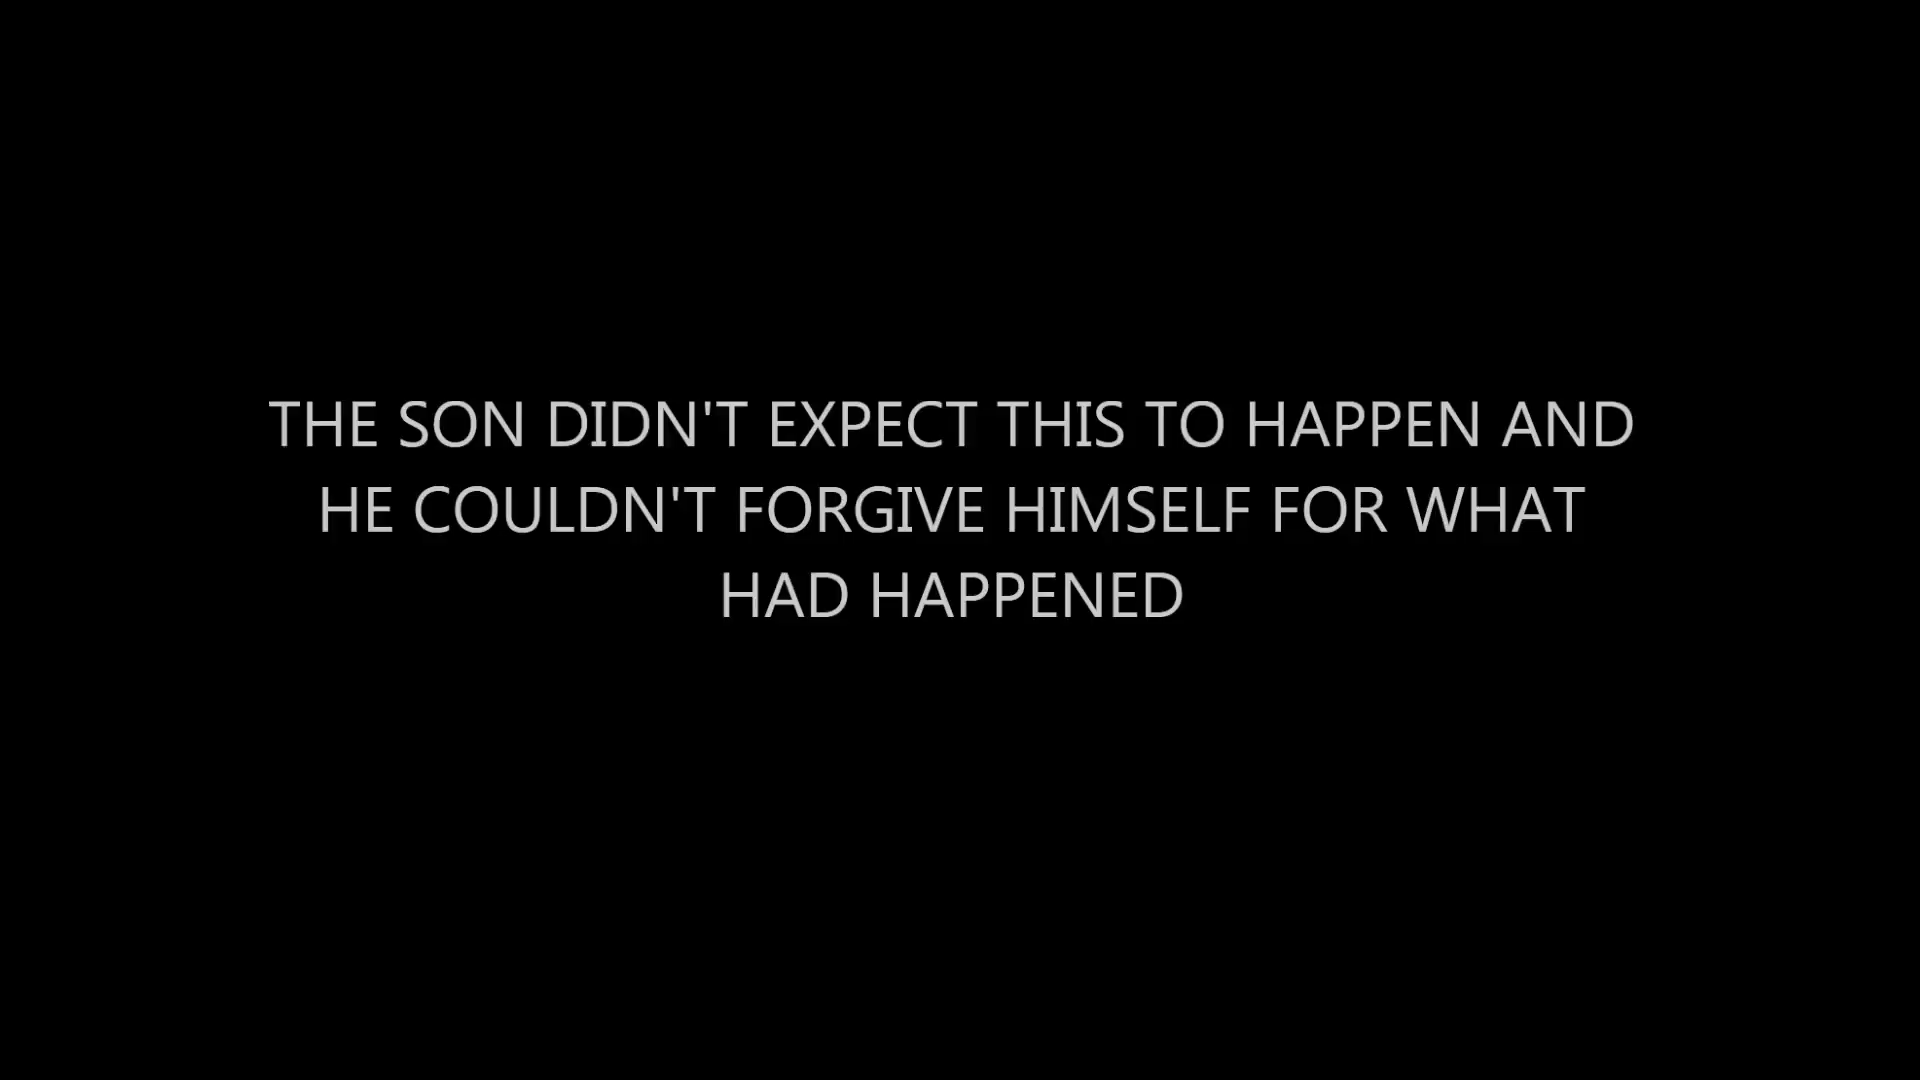 THE SON DIDN'T EXPECT THIS TO HAPPEN AND
HE COULDN'T FORGIVE HIMSELF FOR WHAT
HAD HAPPENED